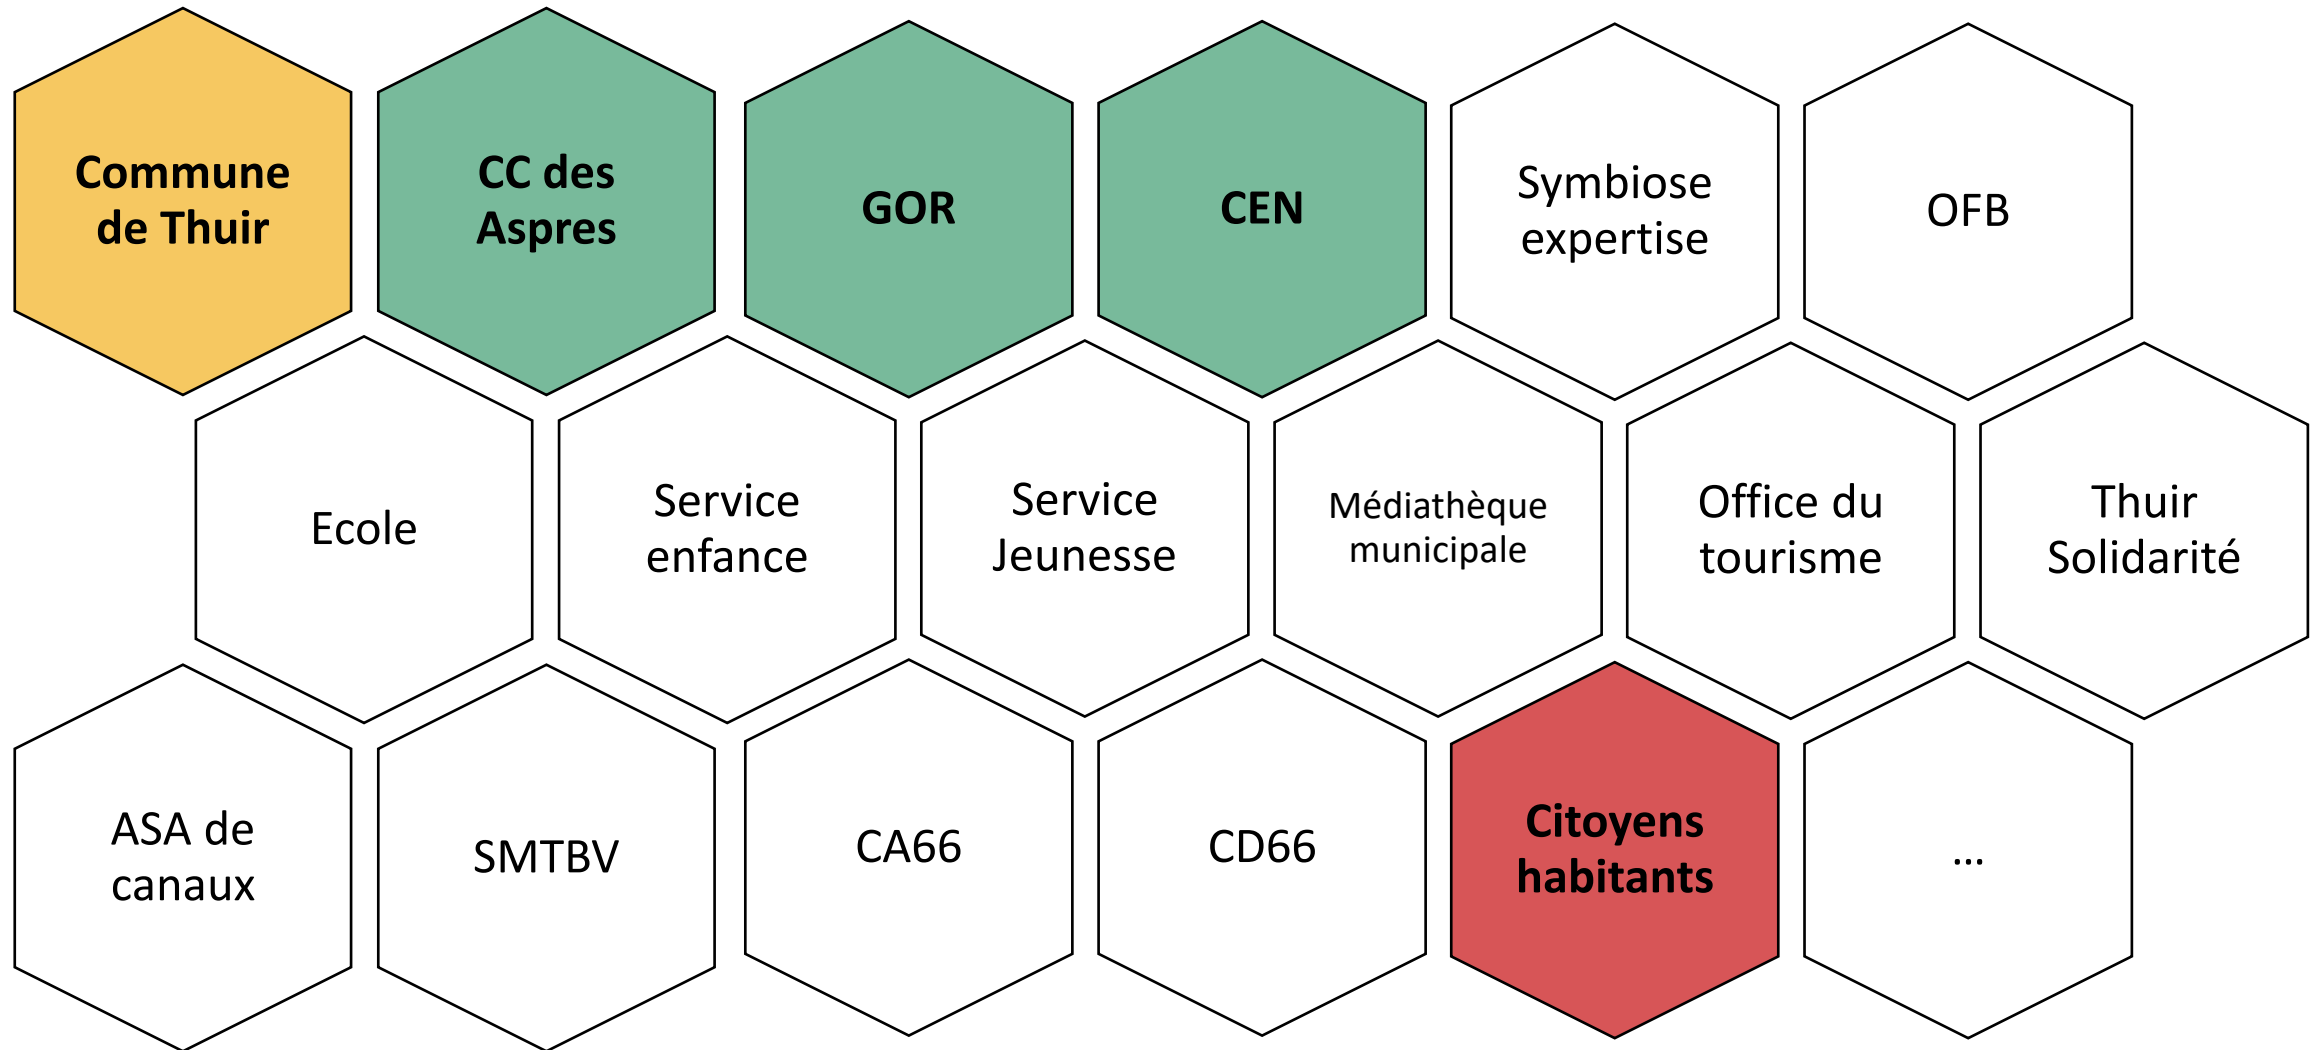 Commune
de Thuir
CC des
Aspres
GOR
CEN
Symbiose
expertise
OFB
Ecole
Service
enfance
Service
Jeunesse
Médiathèque
municipale
Office du
tourisme
Thuir
Solidarité
ASA de
canaux
SMTBV
CA66
CD66
Citoyens
habitants
...